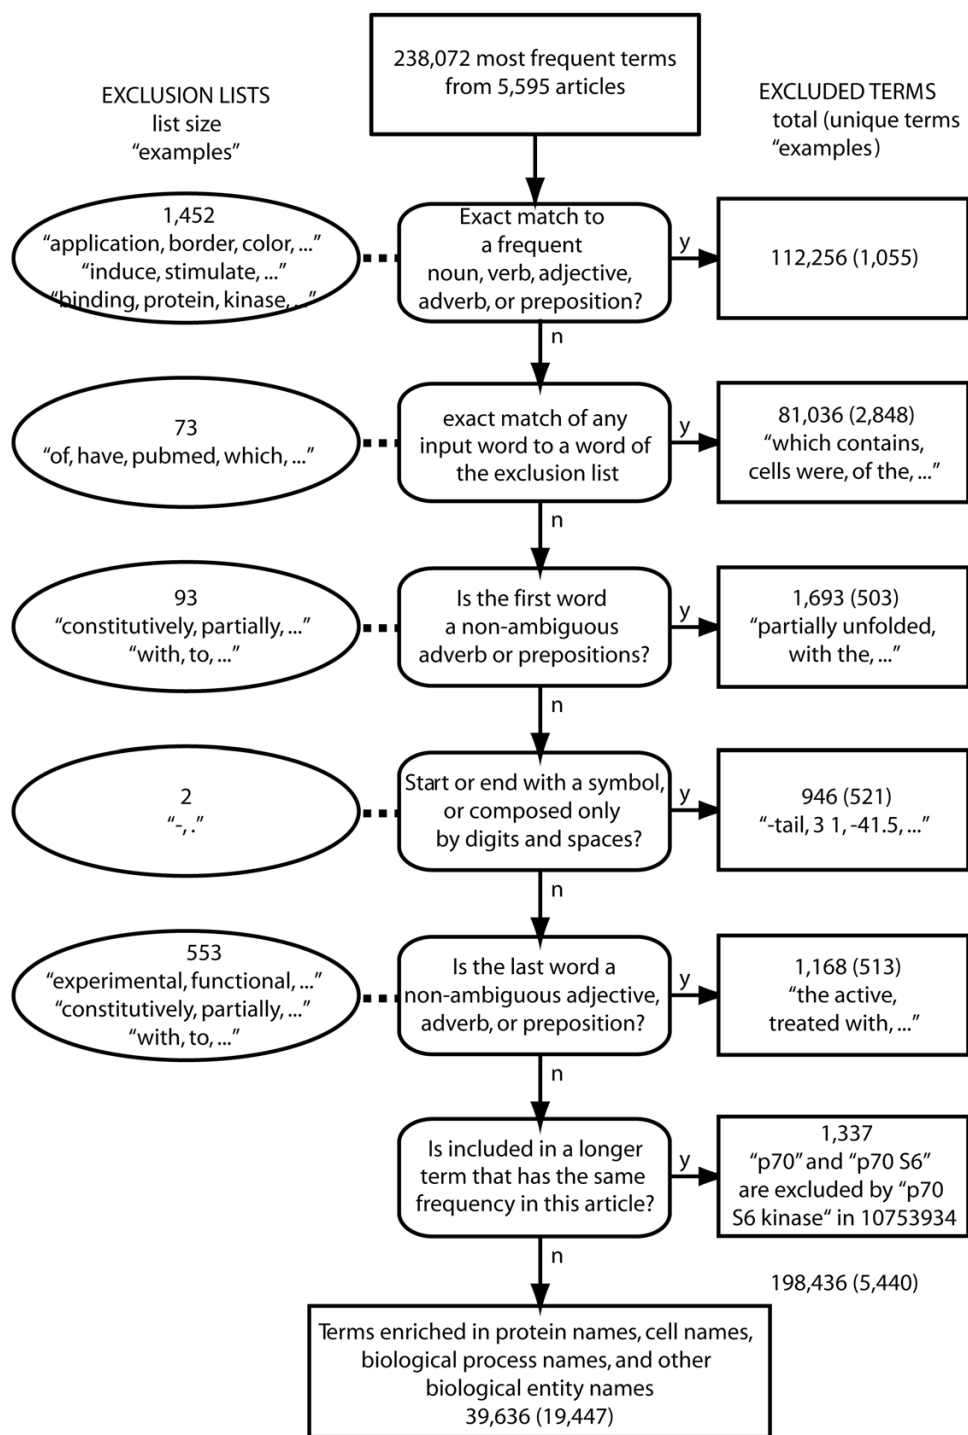 238,072 most frequent terms
from 5,595 articles
EXCLUSION LISTS
list size
“examples”
EXCLUDED TERMS
total (unique terms
“examples)
1,452
“application, border, color, ...”
“induce, stimulate, ...”
“binding, protein, kinase, ...”
Exact match to
a frequent
noun, verb, adjective,
adverb, or preposition?
y
112,256 (1,055)
n
73
“of, have, pubmed, which, ...”
exact match of any
input word to a word of
the exclusion list
y
81,036 (2,848)
“which contains,
cells were, of the, ...”
n
93
“constitutively, partially, ...”
“with, to, ...”
Is the first word
a non-ambiguous
adverb or prepositions?
y
1,693 (503)
“partially unfolded,
with the, ...”
n
2
“-, .”
Start or end with a symbol,
or composed only
by digits and spaces?
y
946 (521)
“-tail, 3 1, -41.5, ...”
n
553
“experimental, functional, ...”
“constitutively, partially, ...”
“with, to, ...”
Is the last word a
non-ambiguous adjective,
adverb, or preposition?
y
1,168 (513)
“the active,
treated with, ...”
n
Is included in a longer
term that has the same
frequency in this article?
y
1,337
“p70” and “p70 S6”
are excluded by “p70
S6 kinase“ in 10753934
n
198,436 (5,440)
Terms enriched in protein names, cell names,
biological process names, and other
biological entity names
39,636 (19,447)